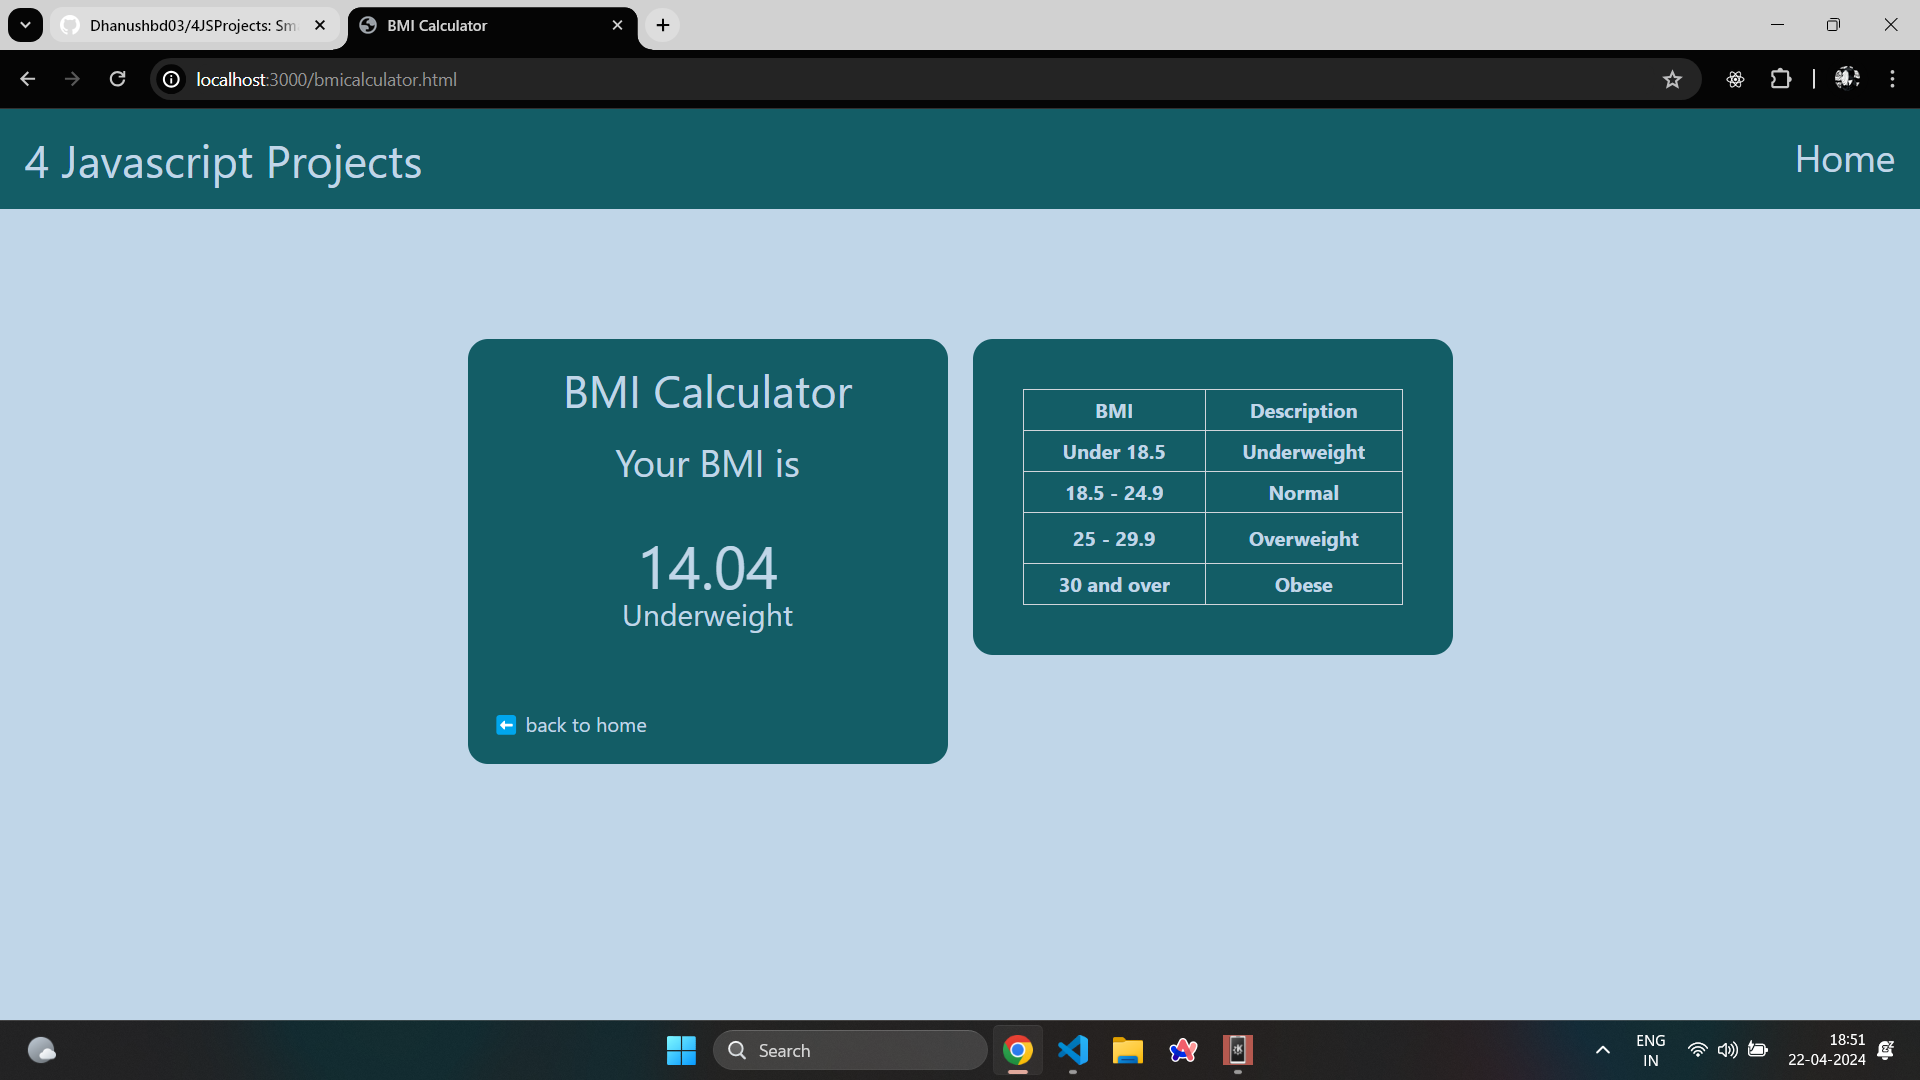 Dhanushbd03/4JSProjects: Sm
BMI Calculator
localhost:3000/bmicalculator.html
4 Javascript Projects
Home
BMI Calculator
Your BMI is
14.04
Underweight
back to home
BMI Description
Under 18.5 Underweight
18.5 - 24.9 Normal
25 - 29.9 Overweight
30 and over Obese
Search
ENG
IN
18:51
22-04-2024